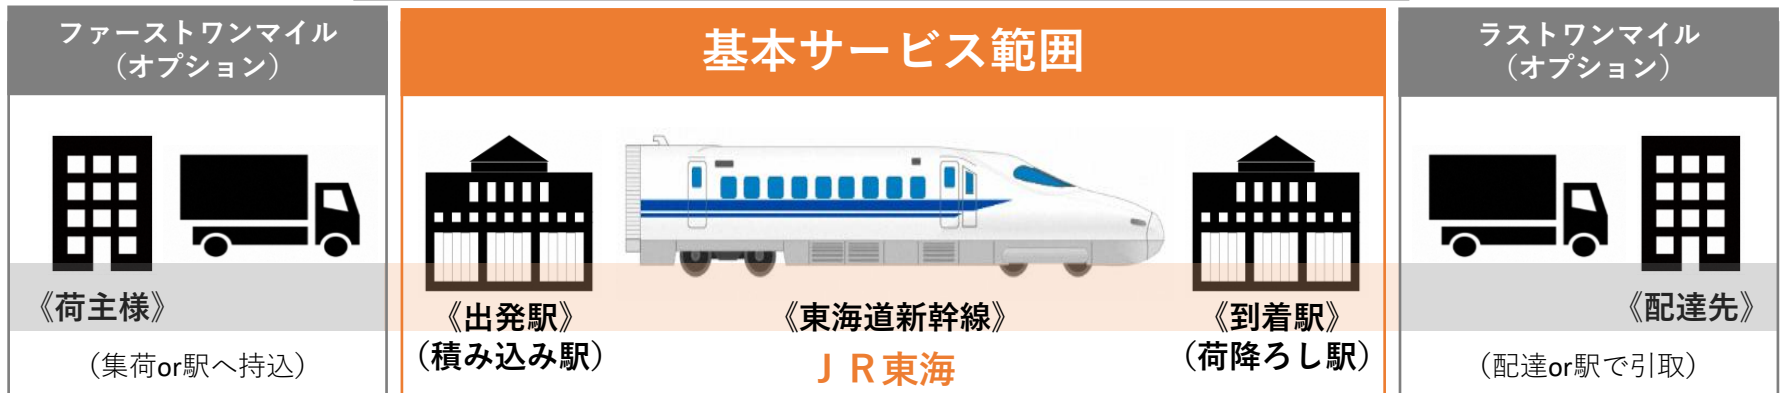 ファーストワンマイル
（オプション）
《荷主様》
（集荷or駅へ持込）
基本サービス範囲
《出発駅》
（積み込み駅）
《東海道新幹線》
ＪＲ東海
《到着駅》
（荷降ろし駅）
ラストワンマイル
（オプション）
《配達先》
（配達or駅で引取）